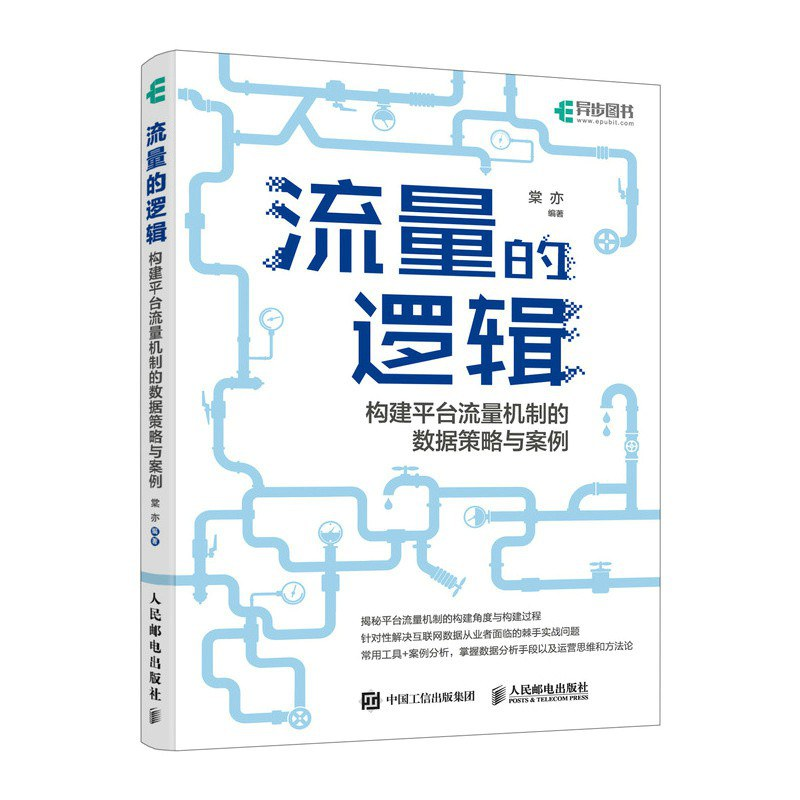 异步图书
www.epubit.com
棠亦
编著
流量的
逻辑
构建平台流量机制的
数据策略与案例
揭秘平台流量机制的构建角度与构建过程
针对性解决互联网数据从业者面临的棘手实战问题
常用工具+案例分析，掌握数据分析手段以及运营思维和方法论
中国工信出版集团
人民邮电出版社
POSTS & TELECOM PRESS
流量的逻辑
构建平台流量机制的数据策略与案例
棠亦 编著
人民邮电出版社